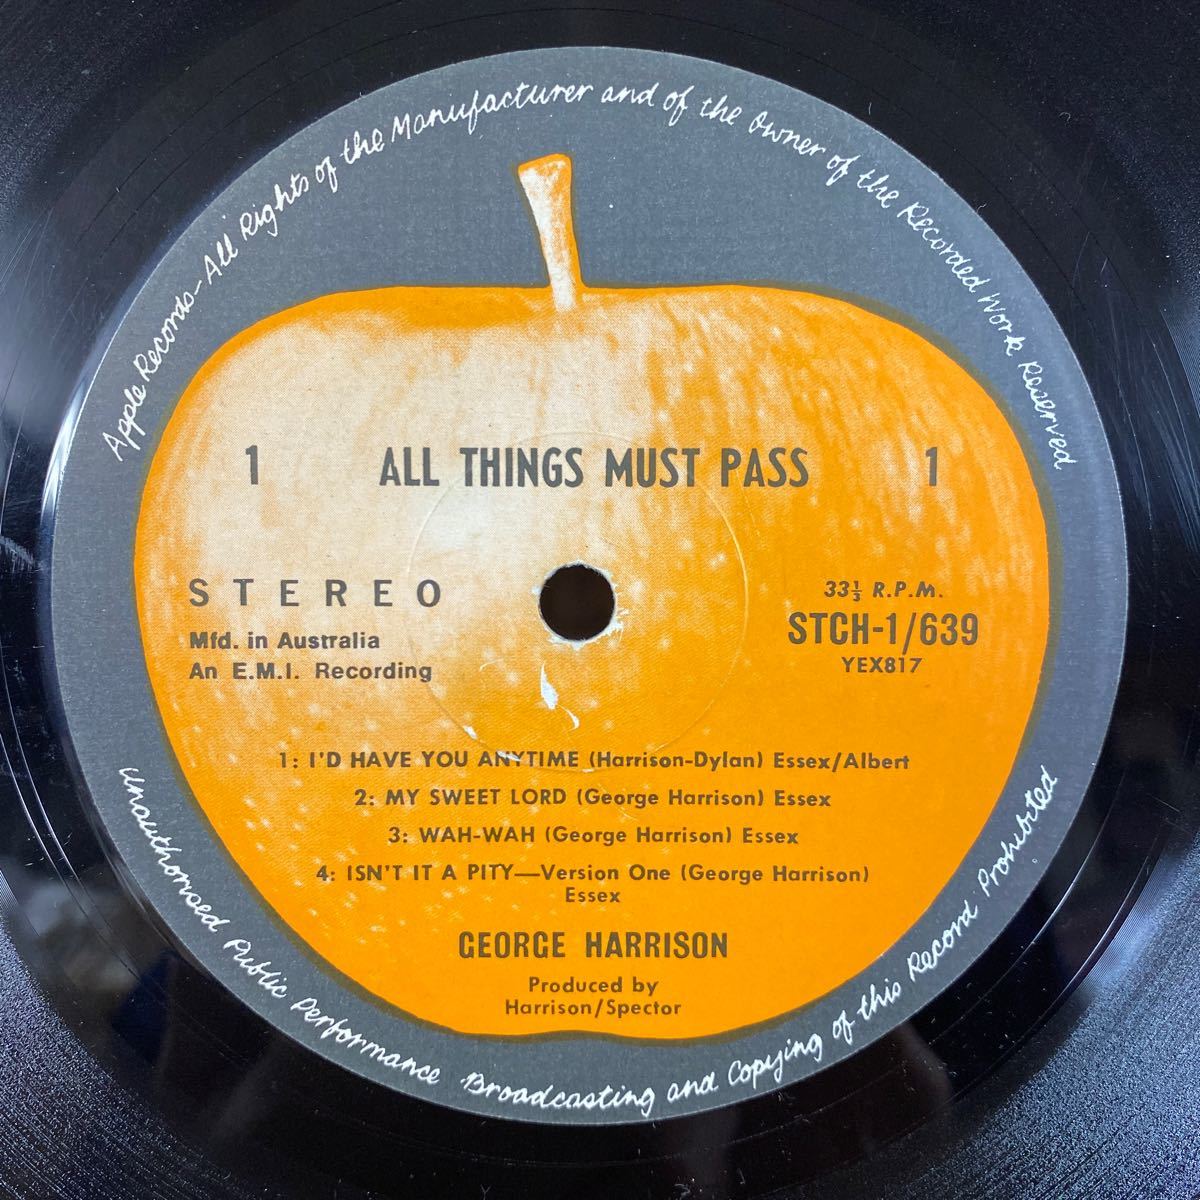 Apple Records – All Rights of the Manufacturer and of the Owner of the Recorded Work Reserved
1 ALL THINGS MUST PASS 1
STEREO
Mfd. in Australia
An E.M.I. Recording
33⅓ R.P.M.
STCH-1/639
YEX817
1: I'D HAVE YOU ANYTIME (Harrison-Dylan) Essex/Albert
2: MY SWEET LORD (George Harrison) Essex
3: WAH-WAH (George Harrison) Essex
4: ISN'T IT A PITY—Version One (George Harrison)
Essex
GEORGE HARRISON
Produced by
Harrison/Spector
Unauthorised Public Performance Broadcasting and Copying of this Record Prohibited